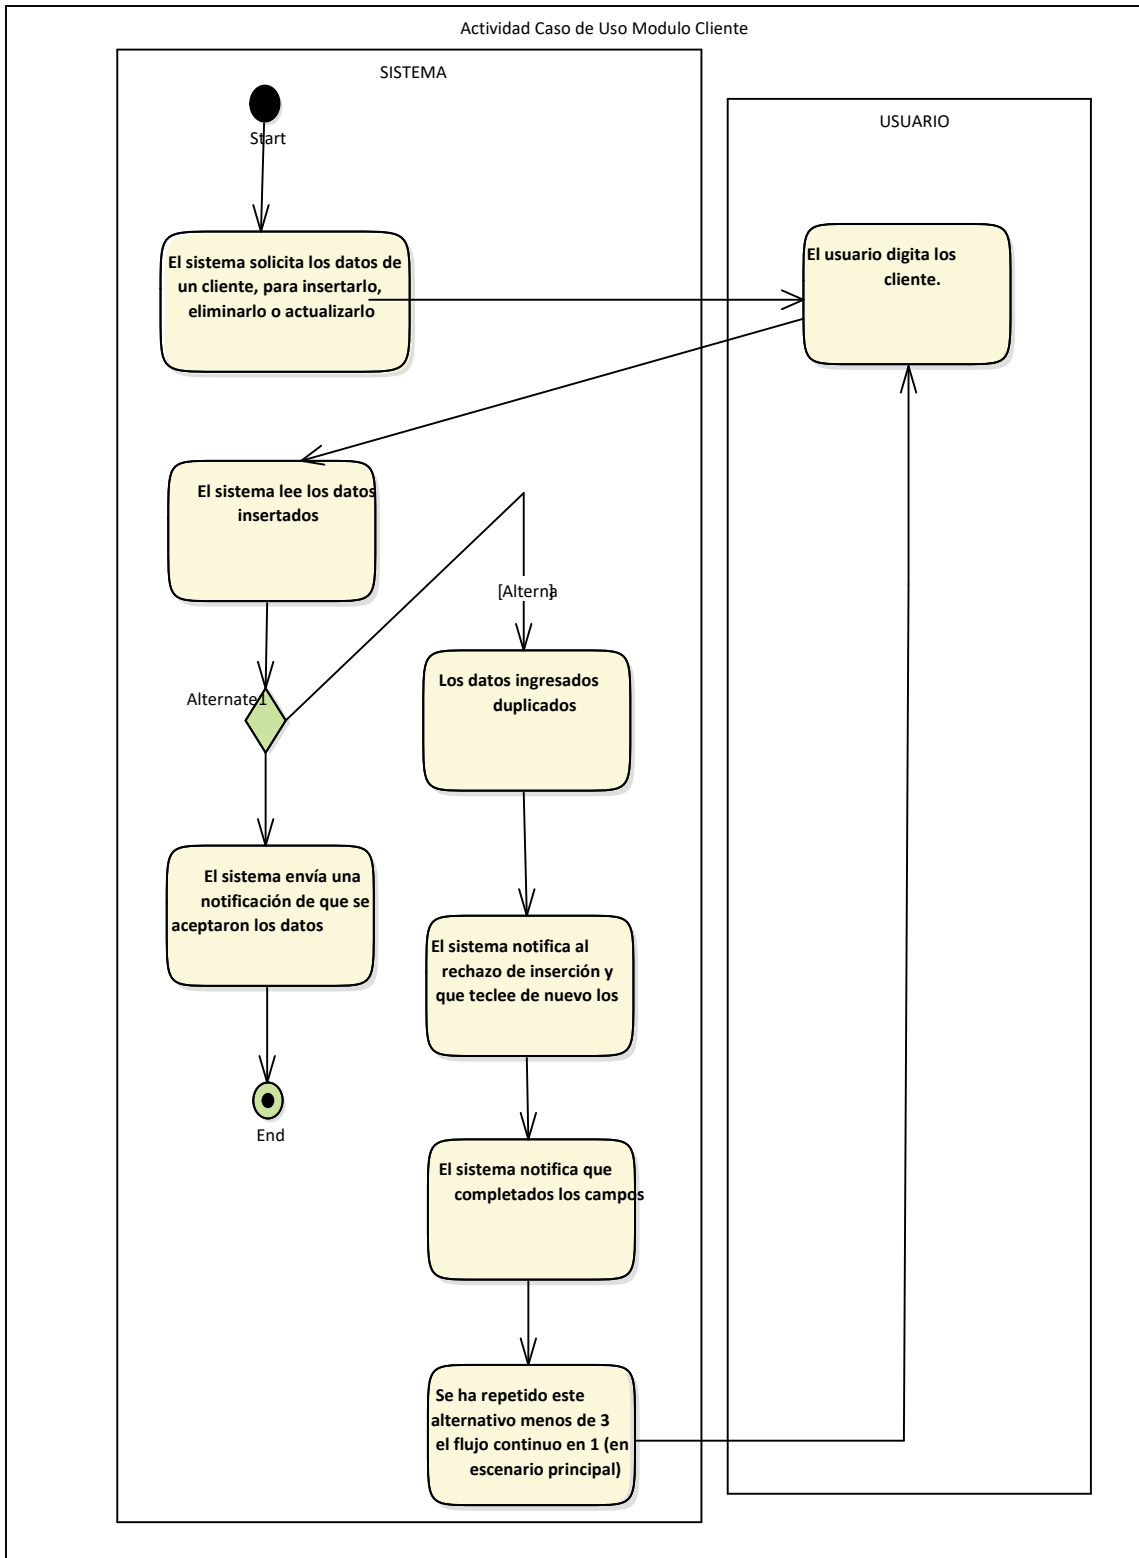 Actividad Caso de Uso Modulo Cliente
SISTEMA
Start
El sistema solicita los datos de
un cliente, para insertarlo,
eliminarlo o actualizarlo
USUARIO
El usuario digita los
cliente.
El sistema lee los datos
insertados
Alternate1
[Alterna]
Los datos ingresados
duplicados
El sistema envía una
notificación de que se
aceptaron los datos
End
El sistema notifica al
rechazo de inserción y
que teclee de nuevo los
El sistema notifica que
completados los campos
Se ha repetido este
alternativo menos de 3
el flujo continuo en 1 (en
escenario principal)